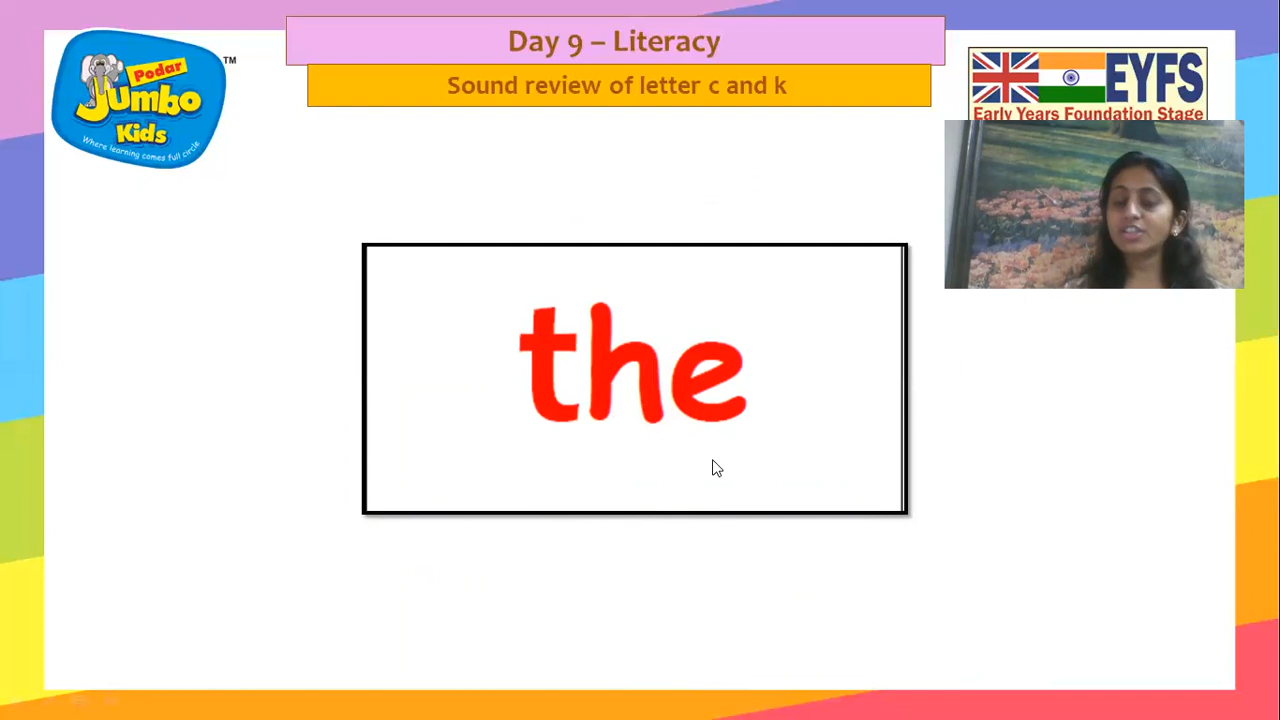 Day 9 – Literacy
Sound review of letter c and k
Podar
Jumbo
Kids
Where learning comes full circle
TM
EYFS
Early Years Foundation Stage
the